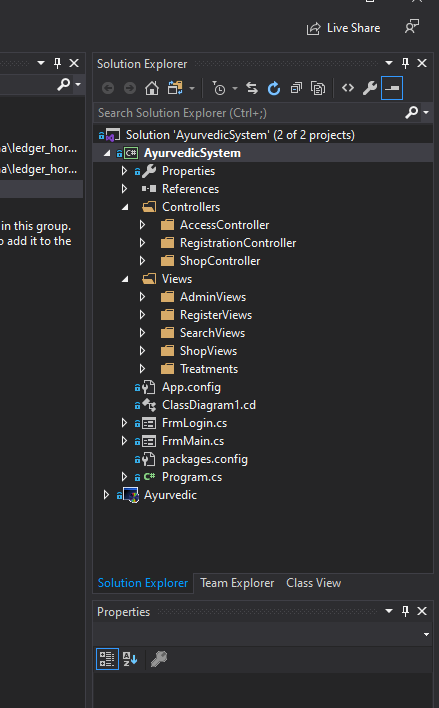 Live Share
Solution Explorer
Search Solution Explorer (Ctrl+;)
Solution 'AyurvedicSystem' (2 of 2 projects)
AyurvedicSystem
a\ledger_hor...
Properties
a\ledger_hor...
References
Controllers
in this group.
AccessController
o add it to the
RegistrationController
ShopController
Views
AdminViews
RegisterViews
SearchViews
ShopViews
Treatments
App.config
ClassDiagram1.cd
FrmLogin.cs
FrmMain.cs
packages.config
C# Program.cs
Ayurvedic
Solution Explorer Team Explorer Class View
Properties